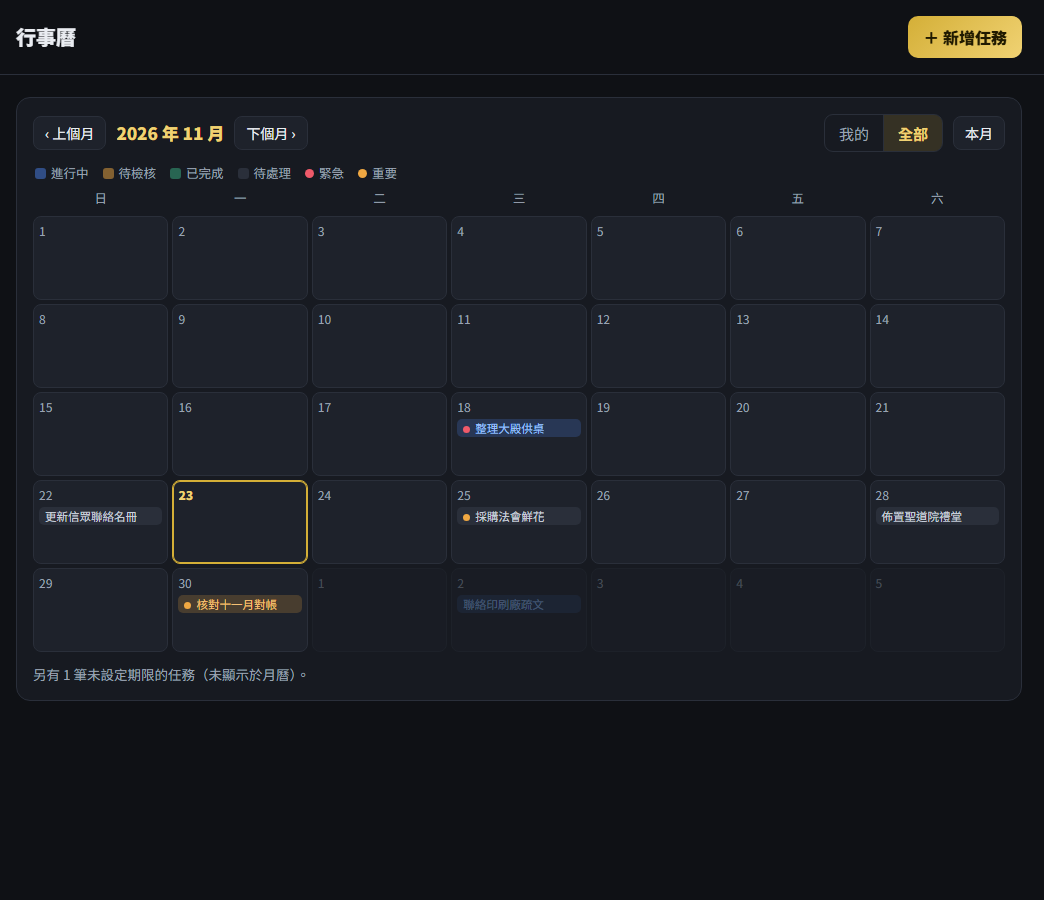 行事曆
＋ 新增任務
‹ 上個月 2026 年 11 月 下個月 › 我的 全部 本月
進行中 待檢核 已完成 待處理 緊急 重要
日 一 二 三 四 五 六
1 2 3 4 5 6 7
8 9 10 11 12 13 14
15 16 17 18 19 20 21
整理大殿供桌
22 23 24 25 26 27 28
更新信眾聯絡名冊 採購法會鮮花 佈置聖道院禮堂
29 30 1 2 3 4 5
核對十一月對帳 聯絡印刷廠疏文
另有 1 筆未設定期限的任務（未顯示於月曆）。